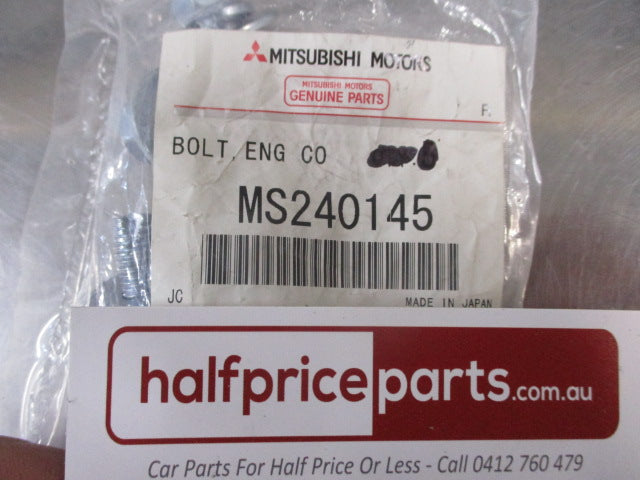 MITSUBISHI MOTORS
MITSUBISHI MOTORS
GENUINE PARTS
F.
BOLT, ENG CO
MS240145
JC MADE IN JAPAN
halfpriceparts.com.au
Car Parts For Half Price Or Less - Call 0412 760 479